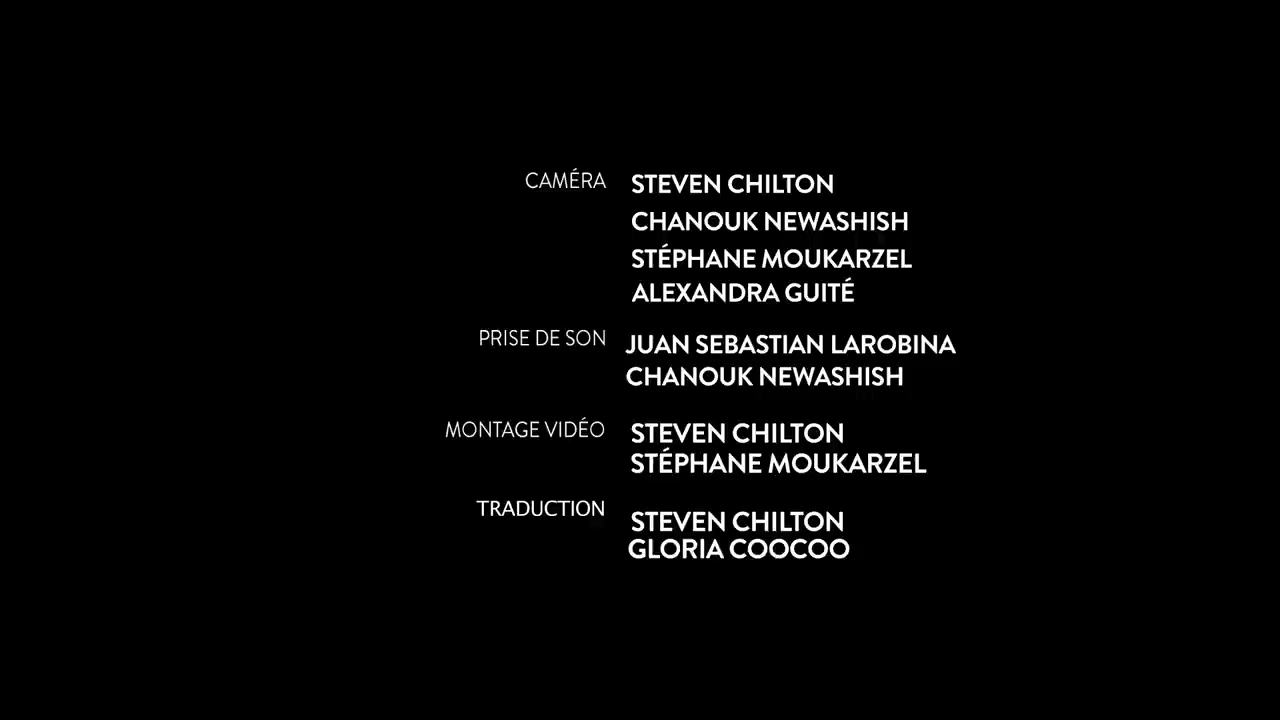 CAMÉRA STEVEN CHILTON
CHANOUK NEWASHISH
STÉPHANE MOUKARZEL
ALEXANDRA GUITÉ
PRISE DE SON JUAN SEBASTIAN LAROBINA
CHANOUK NEWASHISH
MONTAGE VIDÉO STEVEN CHILTON
STÉPHANE MOUKARZEL
TRADUCTION STEVEN CHILTON
GLORIA COOCOO